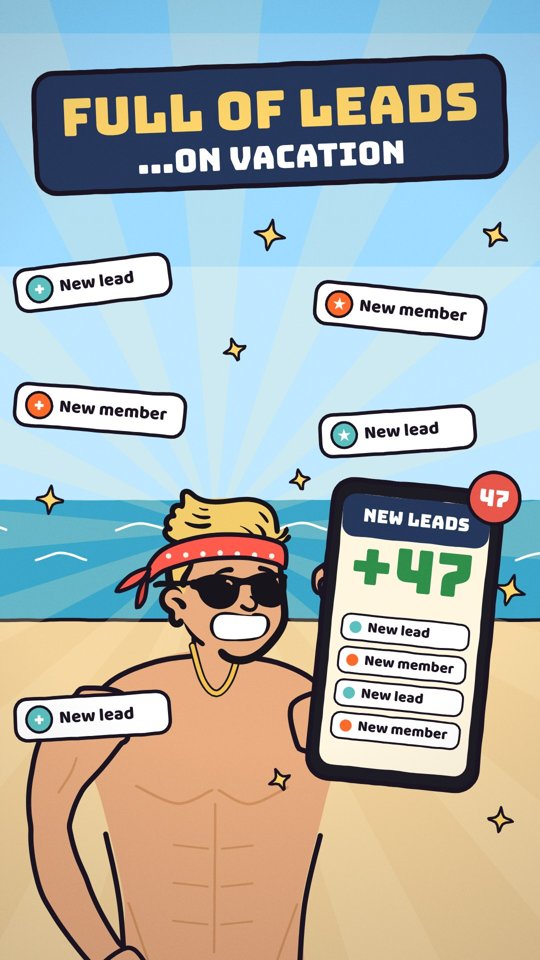 FULL OF LEADS
...ON VACATION
New lead
New member
New member
New lead
47
NEW LEADS
+47
New lead
New member
New lead
New member
New lead